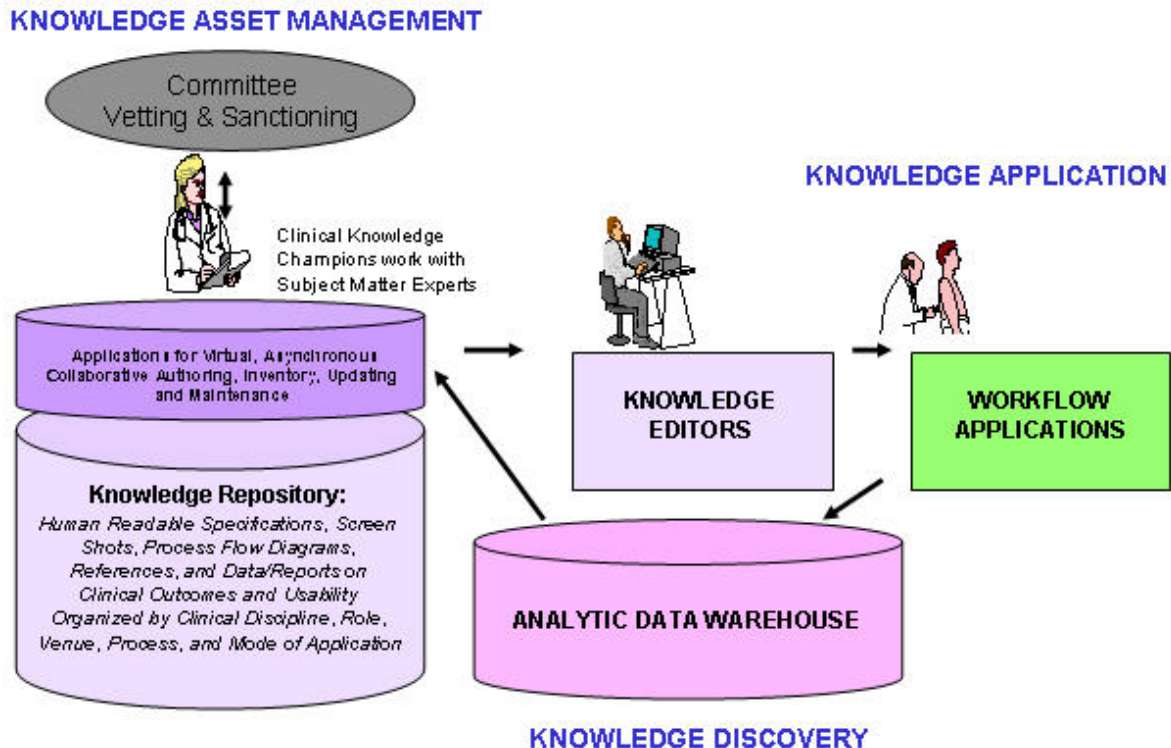 KNOWLEDGE ASSET MANAGEMENT
Committee
Vetting & Sanctioning
Clinical Knowledge
Champions work with
Subject Matter Experts
Applications for Virtual, Asynchronous
Collaborative Authoring, Inventory, Updating
and Maintenance
Knowledge Repository:
Human Readable Specifications, Screen
Shots, Process Flow Diagrams,
References, and Data/Reports on
Clinical Outcomes and Usability
Organized by Clinical Discipline, Role,
Venue, Process, and Mode of Application
KNOWLEDGE
EDITORS
KNOWLEDGE APPLICATION
WORKFLOW
APPLICATIONS
ANALYTIC DATA WAREHOUSE
KNOWLEDGE DISCOVERY